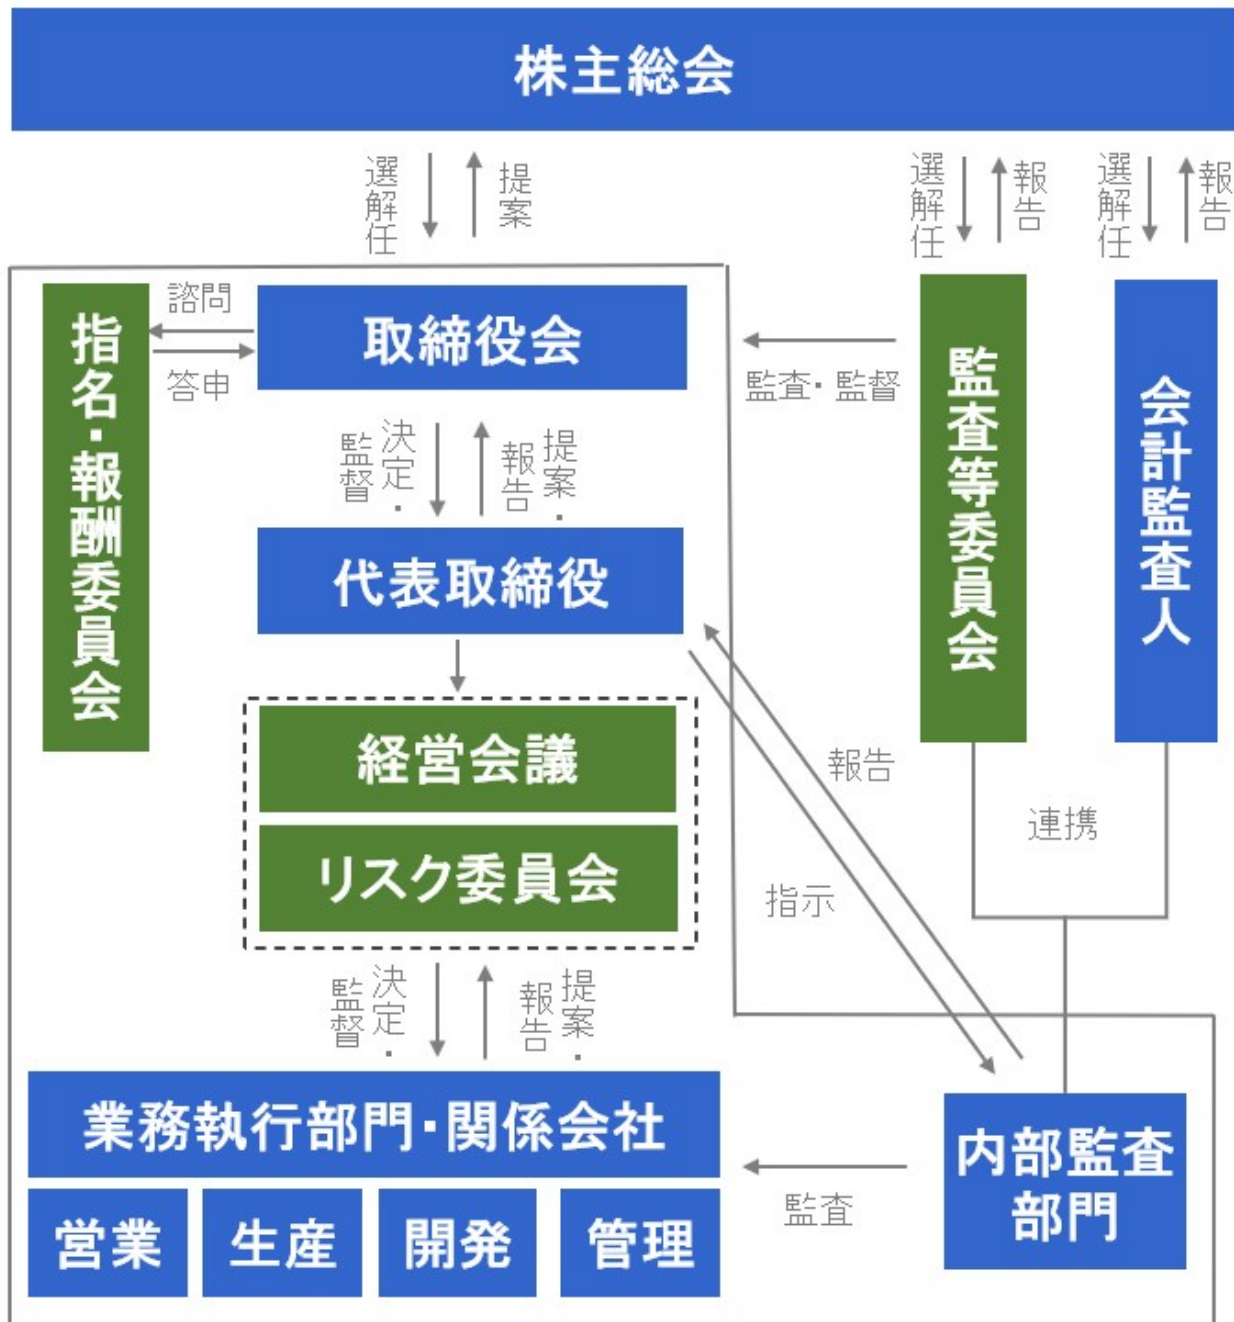 株主総会
選解任
提案
選解任
報告
選解任
報告
指名・報酬委員会
諮問
答申
取締役会
監査・監督
監査等委員会
会計監査人
決定・
監督
提案・
報告
代表取締役
経営会議
リスク委員会
報告
指示
連携
決定・
監督
提案・
報告
業務執行部門・関係会社
営業
生産
開発
管理
監査
内部監査
部門